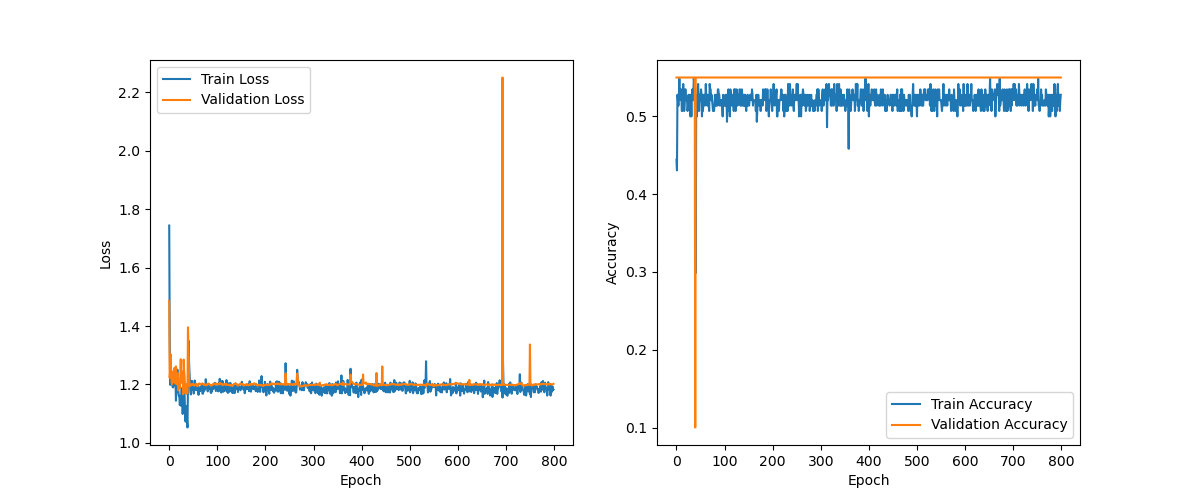 Train Loss
Validation Loss
Loss
2.2
2.0
1.8
1.6
1.4
1.2
1.0
0 100 200 300 400 500 600 700 800
Epoch
Accuracy
0.5
0.4
0.3
0.2
0.1
Train Accuracy
Validation Accuracy
0 100 200 300 400 500 600 700 800
Epoch